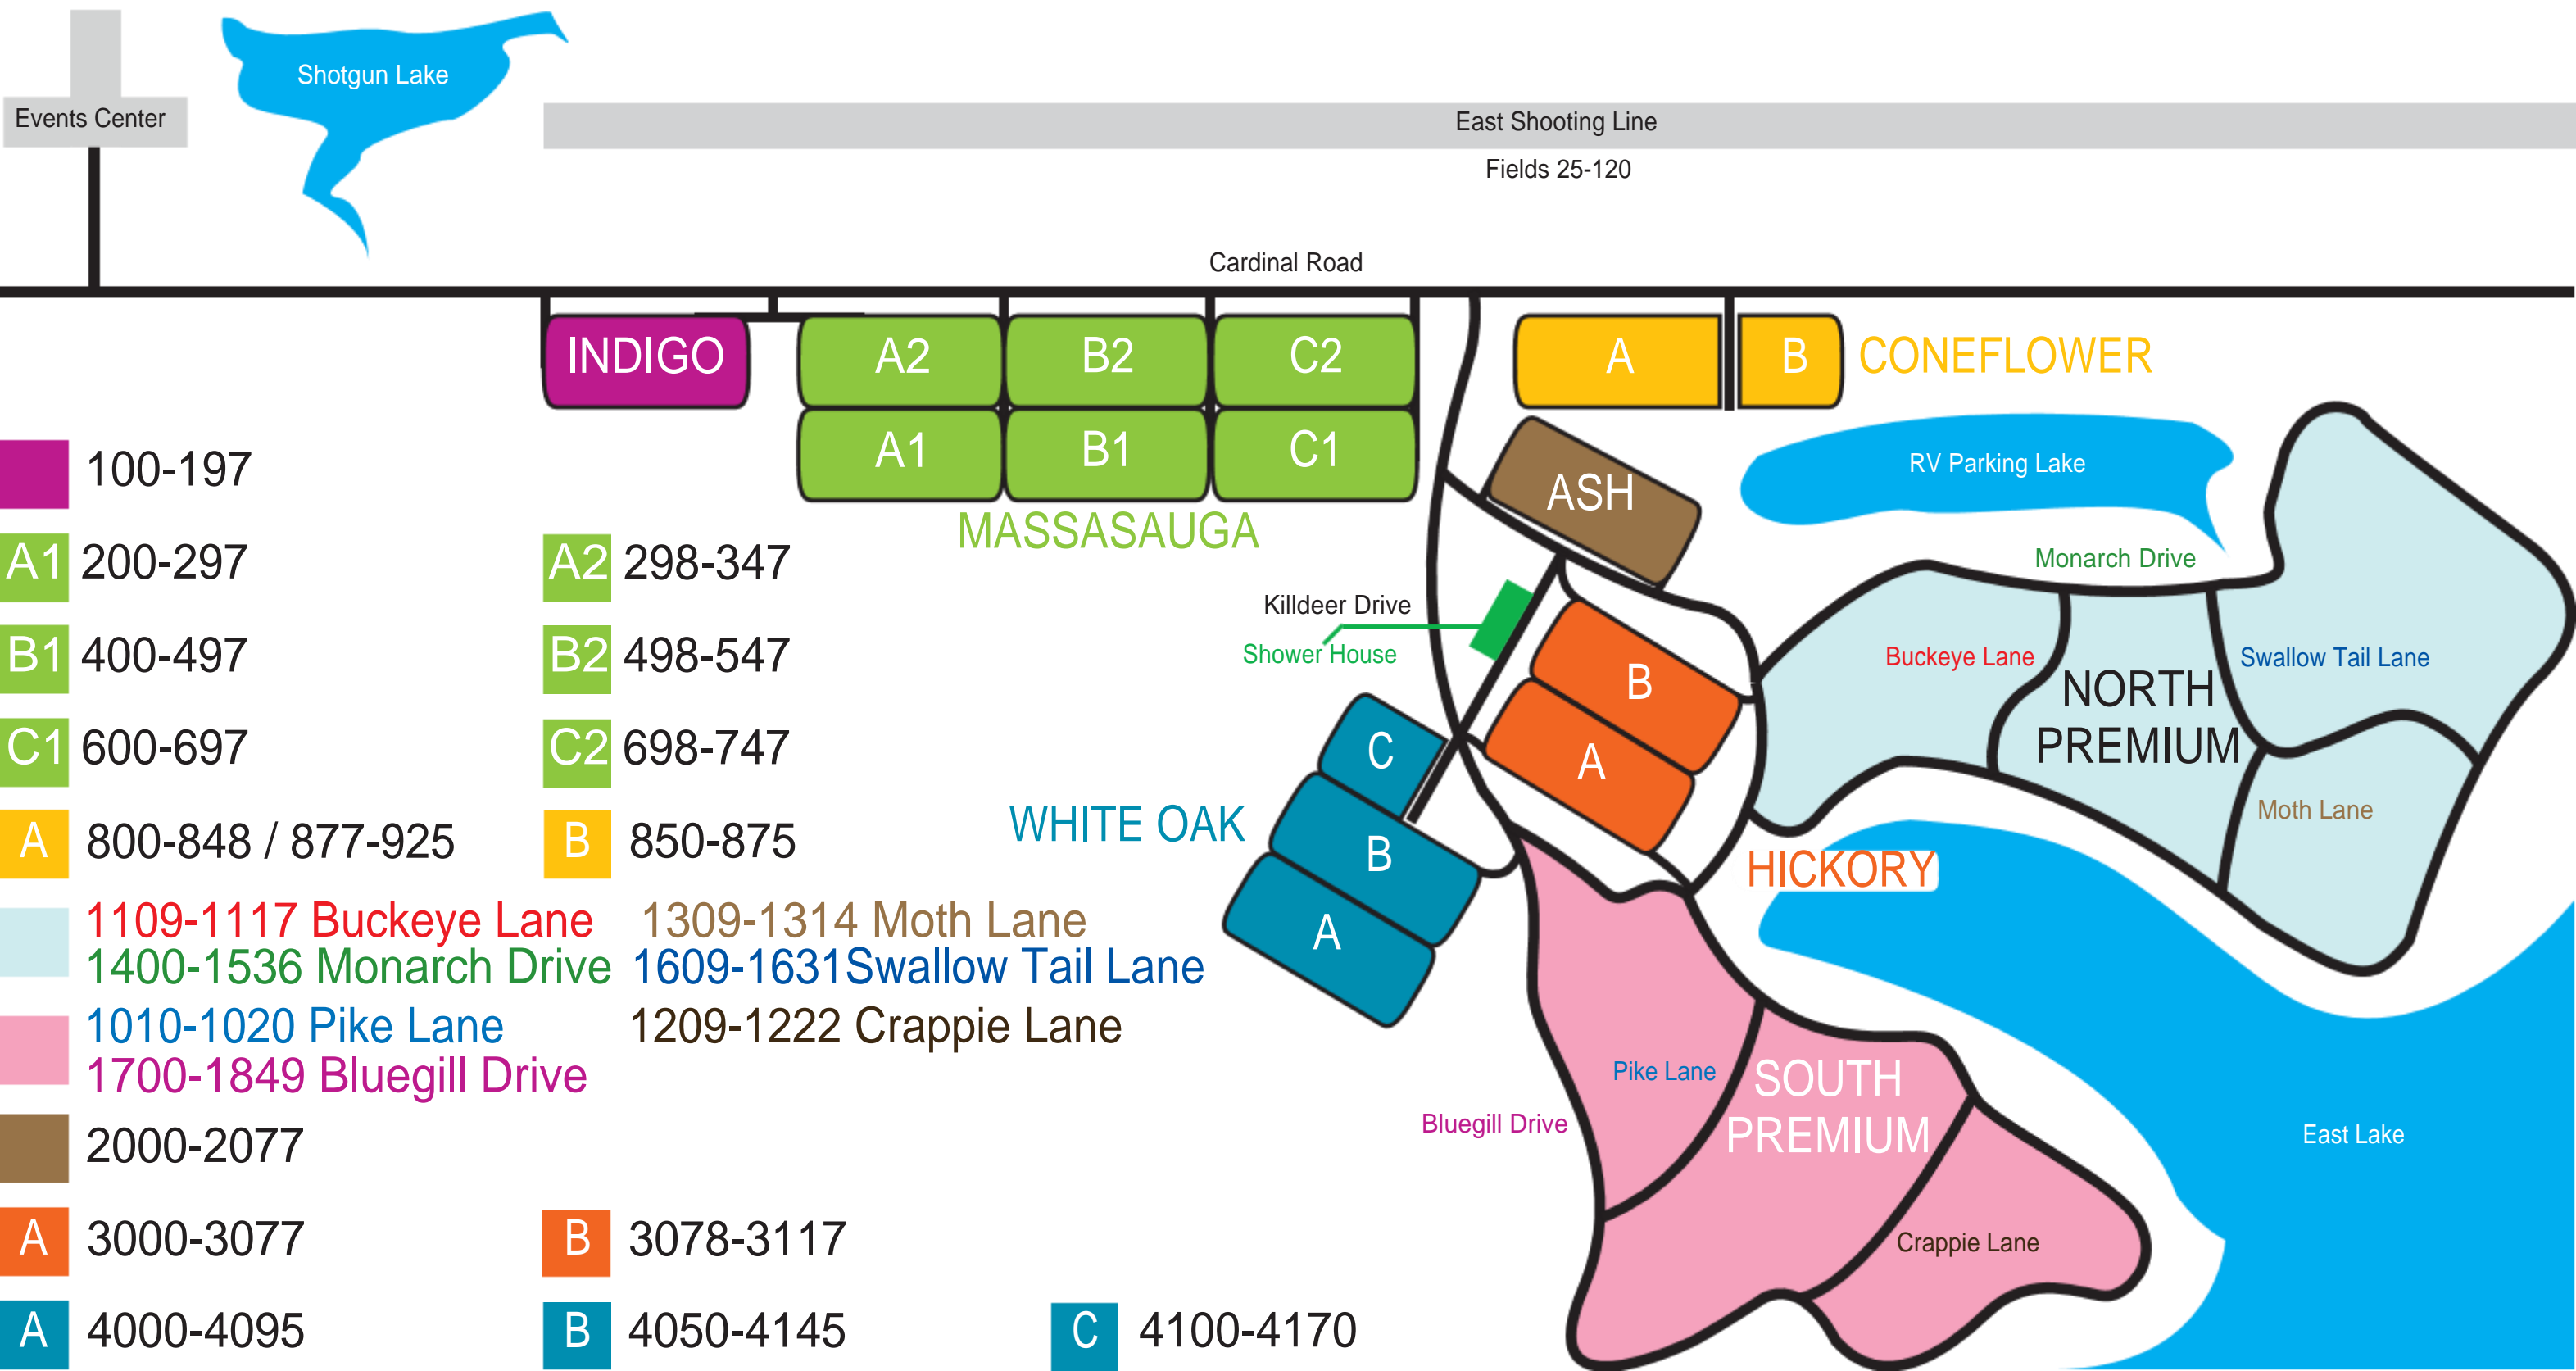 Shotgun Lake
Events Center
East Shooting Line
Fields 25-120
Cardinal Road
INDIGO
A2
B2
C2
A
B
CONEFLOWER
A1
B1
C1
MASSASAUGA
ASH
RV Parking Lake
Monarch Drive
Killdeer Drive
Shower House
Buckeye Lane
Swallow Tail Lane
NORTH
PREMIUM
Moth Lane
B
A
HICKORY
C
B
A
WHITE OAK
Pike Lane
SOUTH
PREMIUM
Bluegill Drive
Crappie Lane
East Lake
100-197
A1 200-297
A2 298-347
B1 400-497
B2 498-547
C1 600-697
C2 698-747
A 800-848 / 877-925
B 850-875
1109-1117 Buckeye Lane
1309-1314 Moth Lane
1400-1536 Monarch Drive
1609-1631Swallow Tail Lane
1010-1020 Pike Lane
1209-1222 Crappie Lane
1700-1849 Bluegill Drive
2000-2077
A 3000-3077
B 3078-3117
A 4000-4095
B 4050-4145
C 4100-4170